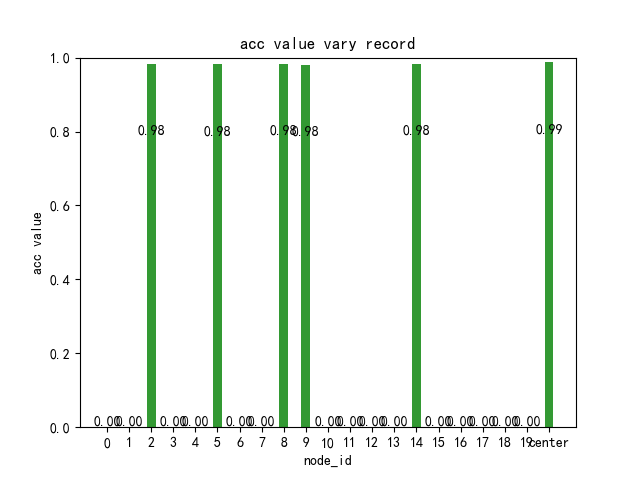 acc value vary record
1.0
0.8
0.6
0.4
0.2
0.0
acc value
0.98 0.98 0.98 0.98 0.98 0.99
0.00 0.00 0.00 0.00 0.00 0.00 0.00 0.00 0.00 0.00 0.00 0.00 0.00 0.00 0.00
0 1 2 3 4 5 6 7 8 9 10 11 12 13 14 15 16 17 18 19 center
node_id